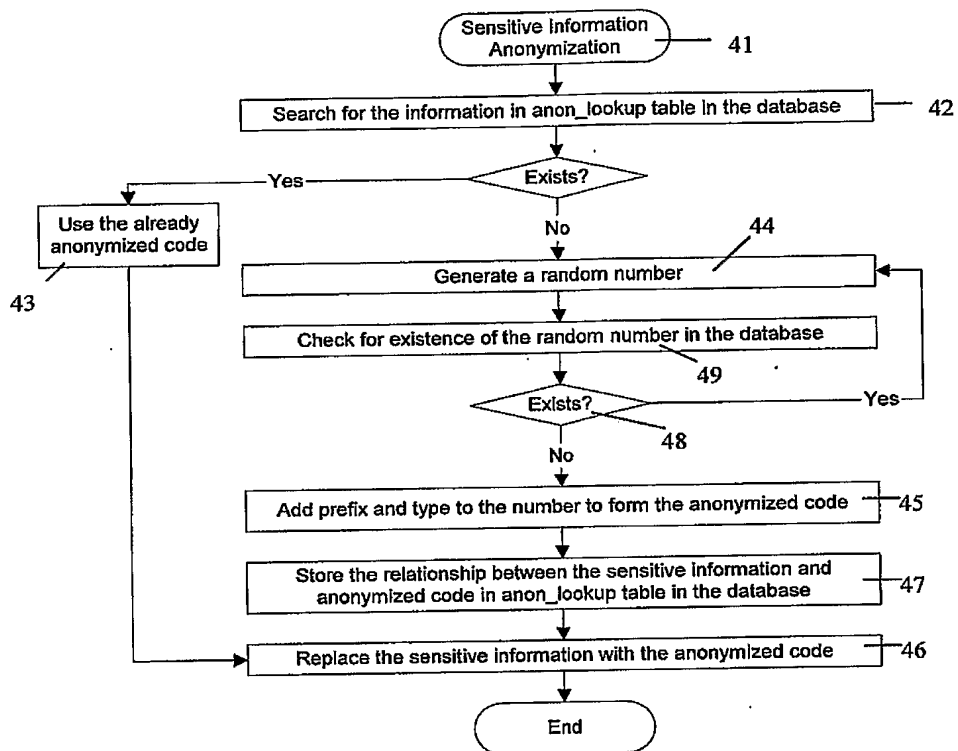 Sensitive Information
Anonymization
41
Search for the information in anon_lookup table in the database
42
Exists?
Yes
Use the already
anonymized code
43
No
44
Generate a random number
Check for existence of the random number in the database
49
Exists?
Yes
48
No
Add prefix and type to the number to form the anonymized code
45
Store the relationship between the sensitive information and
anonymized code in anon_lookup table in the database
47
Replace the sensitive information with the anonymized code
46
End